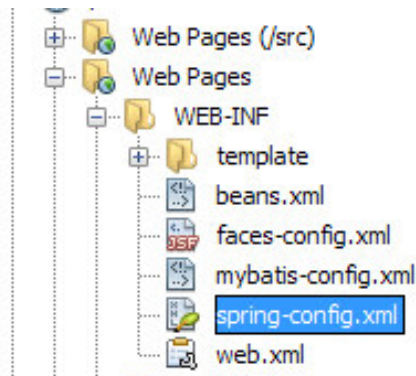 Web Pages (/src)
Web Pages
WEB-INF
template
beans.xml
faces-config.xml
JSF
mybatis-config.xml
spring-config.xml
web.xml